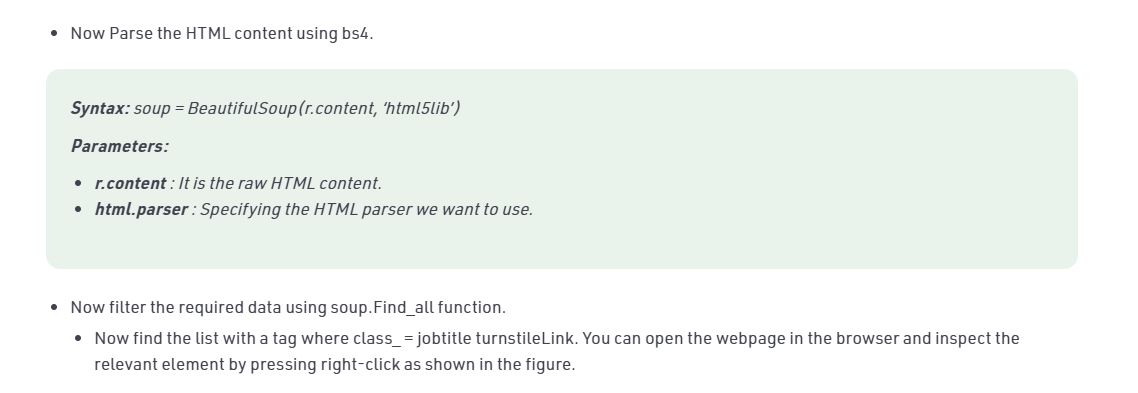 • Now Parse the HTML content using bs4.
Syntax: soup = BeautifulSoup(r.content, 'html5lib')
Parameters:
• r.content : It is the raw HTML content.
• html.parser : Specifying the HTML parser we want to use.
• Now filter the required data using soup.Find_all function.
• Now find the list with a tag where class_ = jobtitle turnstileLink. You can open the webpage in the browser and inspect the
relevant element by pressing right-click as shown in the figure.